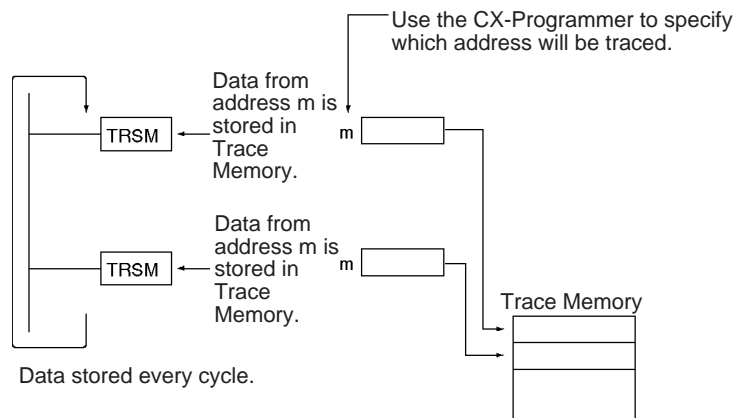 Use the CX-Programmer to specify
which address will be traced.
Data from
address m is
stored in
Trace
Memory.
TRSM
m
Data from
address m is
stored in
Trace
Memory.
TRSM
m
Trace Memory
Data stored every cycle.